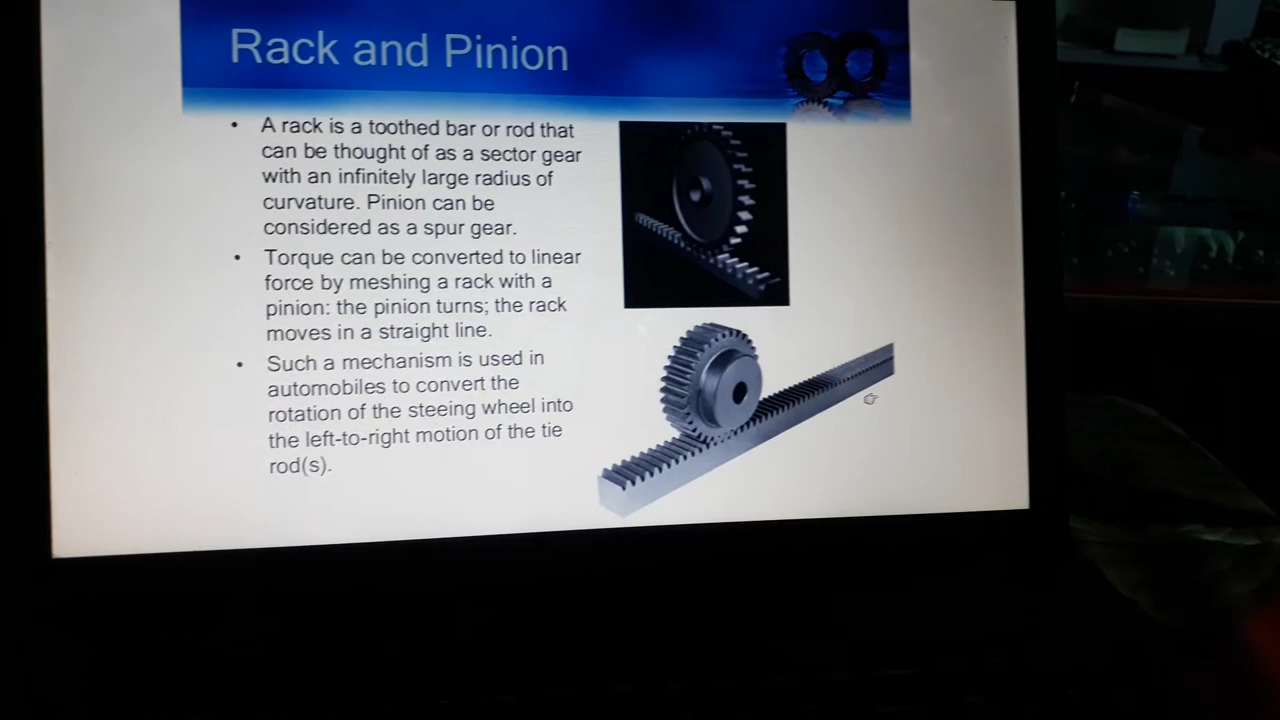 Rack and Pinion
• A rack is a toothed bar or rod that
can be thought of as a sector gear
with an infinitely large radius of
curvature. Pinion can be
considered as a spur gear.
• Torque can be converted to linear
force by meshing a rack with a
pinion: the pinion turns; the rack
moves in a straight line.
• Such a mechanism is used in
automobiles to convert the
rotation of the steeing wheel into
the left-to-right motion of the tie
rod(s).